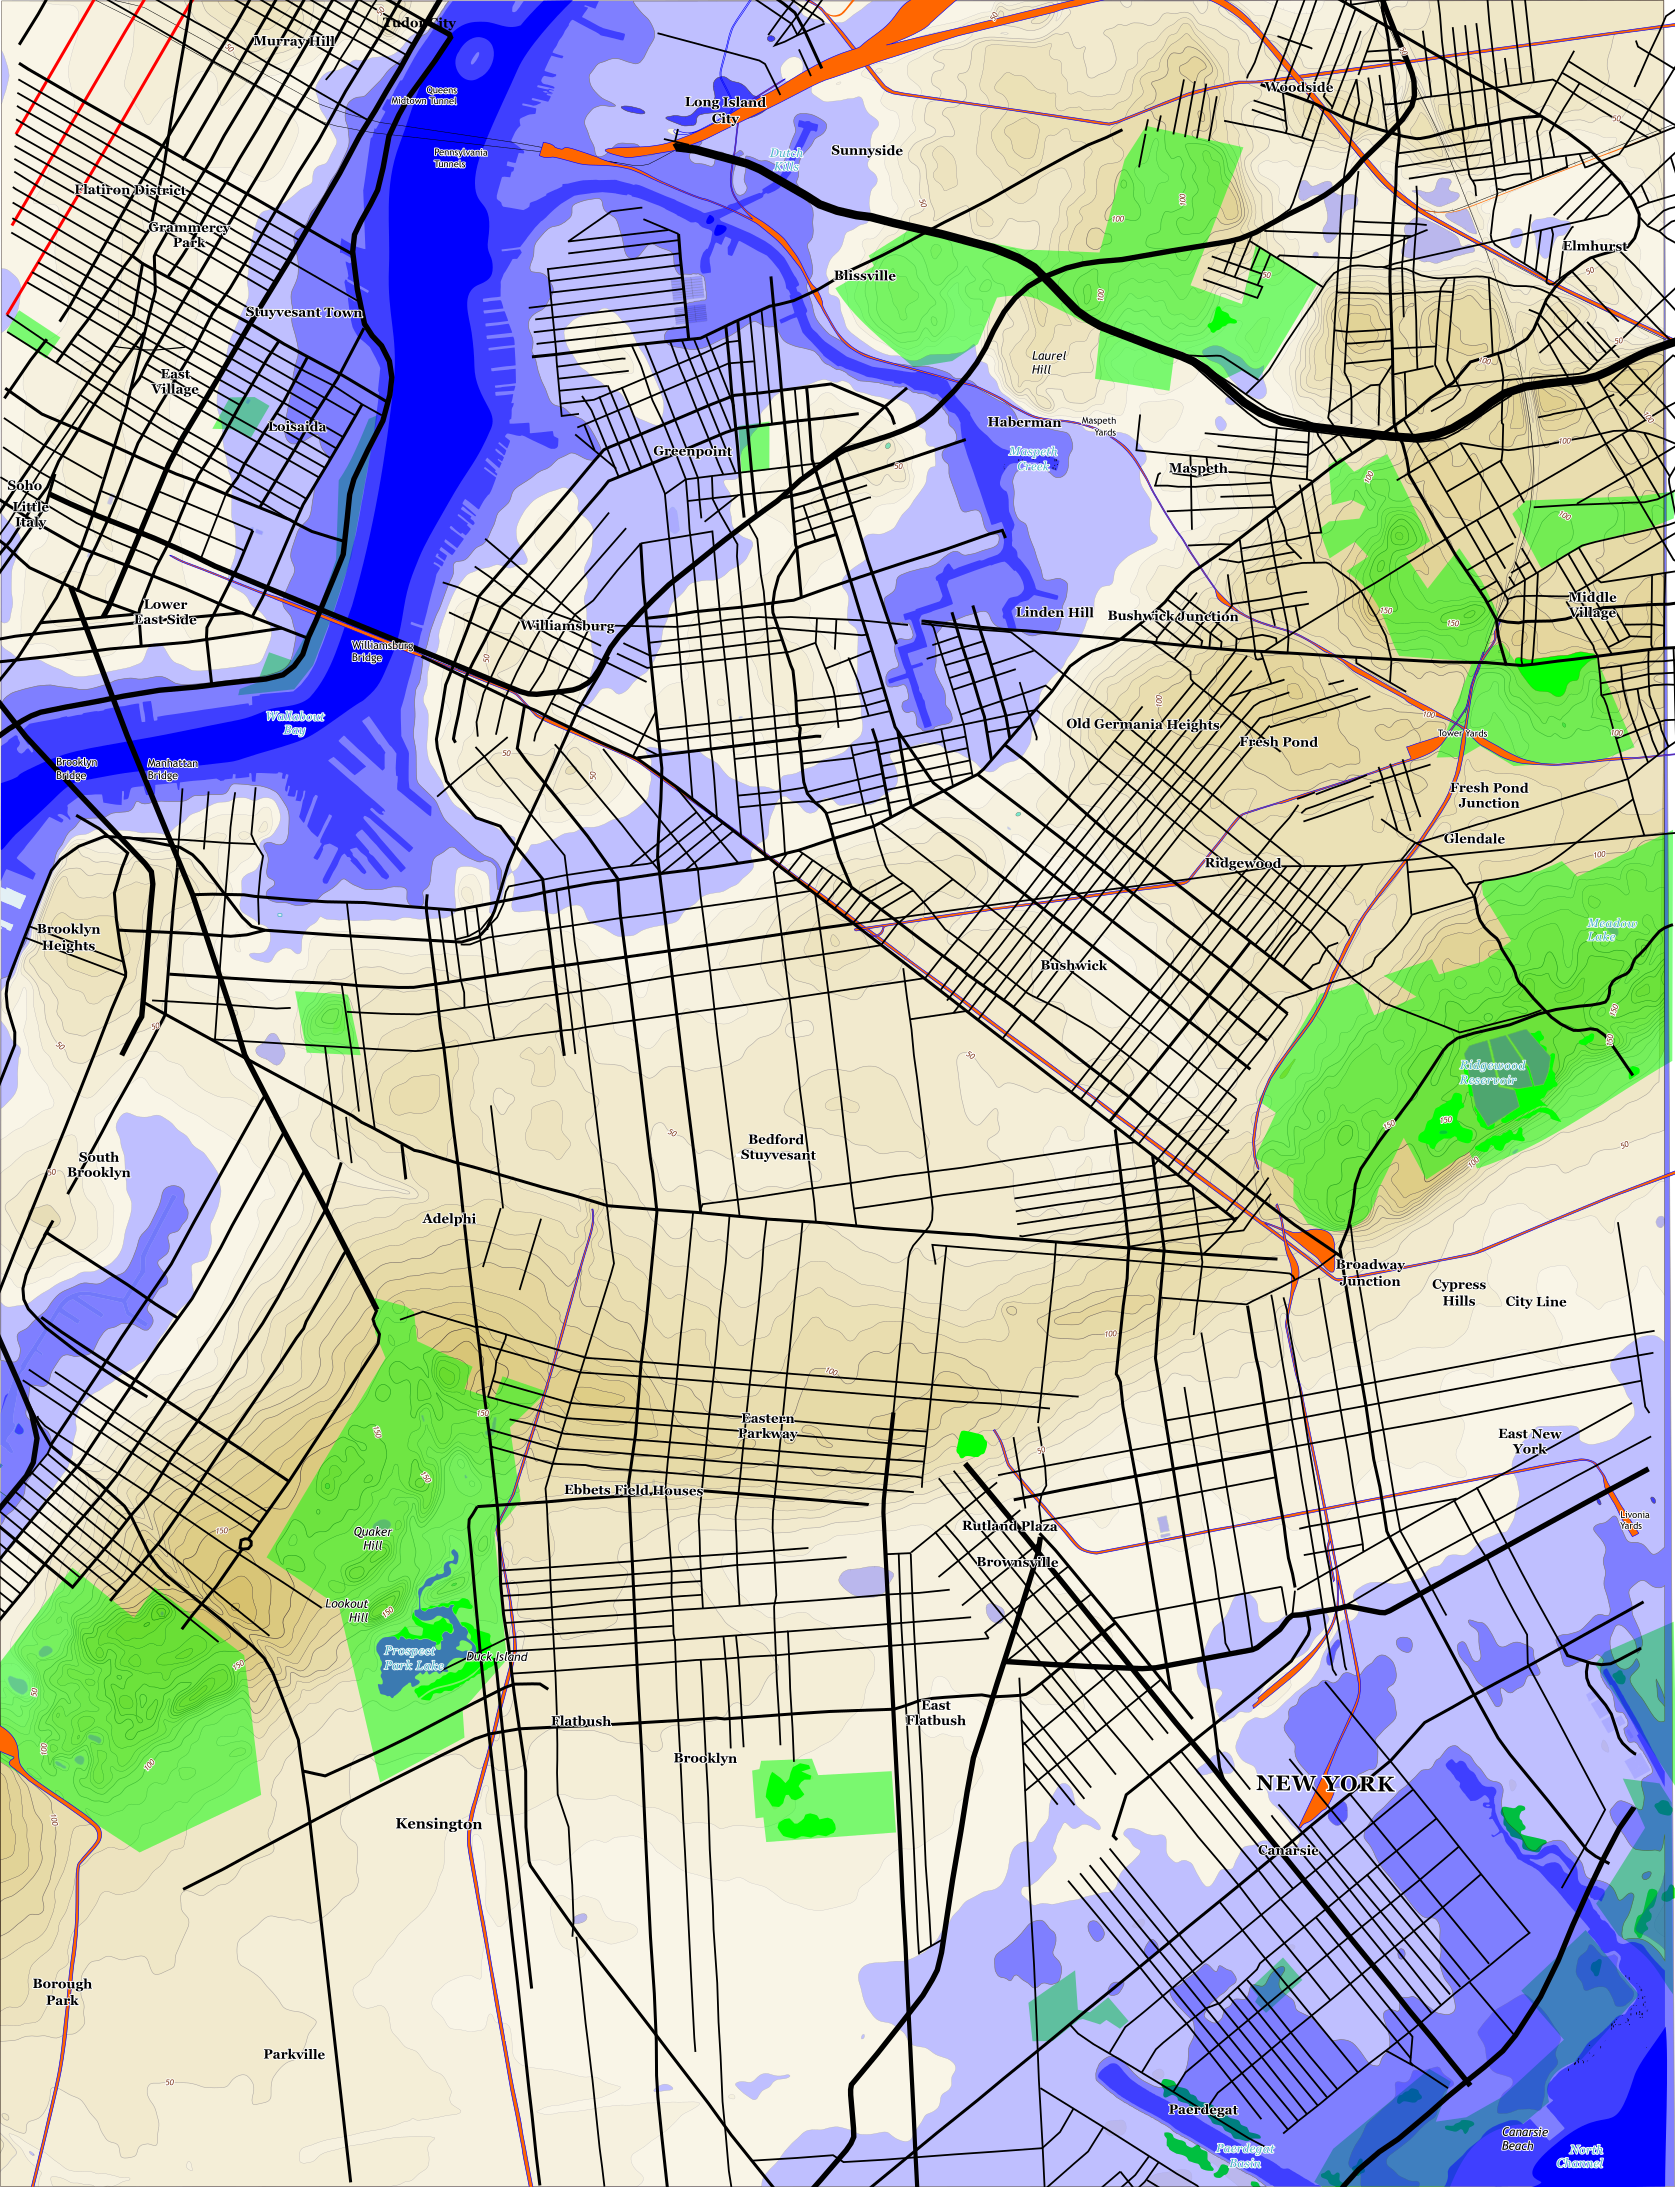 Tudor City
Murray Hill
Queens
Midtown Tunnel
Long Island
City
Woodside
Pennsylvania
Tunnels
Dutch
Kills
Sunnyside
Flatiron District
Grammercy
Park
Elmhurst
Blissville
Stuyvesant Town
Laurel
Hill
East
Village
Loisaida
Haberman
Maspeth
Yards
Greenpoint
Maspeth
Creek
Maspeth
Soho
Little
Italy
Lower
East Side
Williamsburg
Linden Hill
Bushwick Junction
Middle
Village
Williamsburg
Bridge
Wallabout
Bay
Old Germania Heights
Fresh Pond
Tower Yards
Brooklyn
Bridge
Manhattan
Bridge
Fresh Pond
Junction
Glendale
Ridgewood
Brooklyn
Heights
Meadow
Lake
Bushwick
Ridgewood
Reservoir
South
Brooklyn
Bedford
Stuyvesant
Adelphi
Broadway
Junction
Cypress
Hills
City Line
Eastern
Parkway
East New
York
Ebbets Field Houses
Quaker
Hill
Rutland Plaza
Livonia
Yards
Brownsville
Lookout
Hill
Prospect
Park Lake
Duck Island
Flatbush
East
Flatbush
Brooklyn
NEW YORK
Kensington
Canarsie
Borough
Park
Parkville
Paerdegat
Paerdegat
Basin
Canarsie
Beach
North
Channel
50
100
150